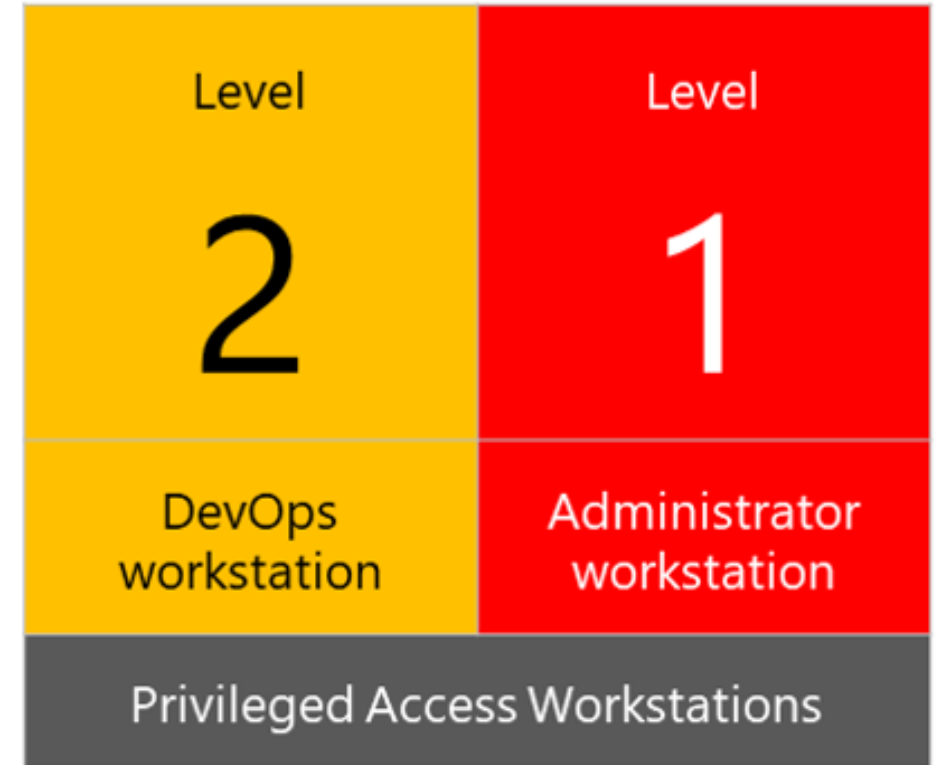 Level
2
DevOps
workstation
Level
1
Administrator
workstation
Privileged Access Workstations